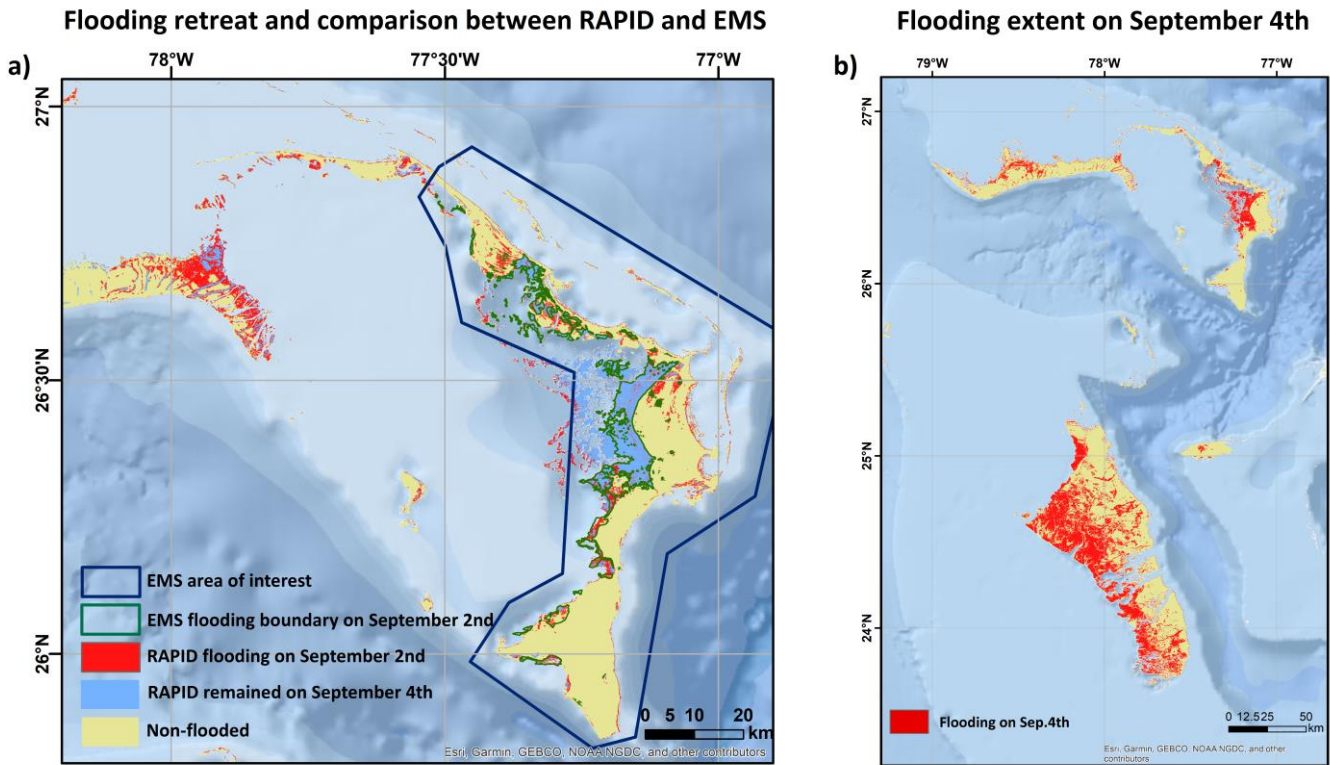 Flooding retreat and comparison between RAPID and EMS
a)
78°W
77°30'W
77°W
27°N
26°30'N
26°N
EMS area of interest
EMS flooding boundary on September 2nd
RAPID flooding on September 2nd
RAPID remained on September 4th
Non-flooded
0 5 10 20
km
Esri, Garmin, GEBCO, NOAA NGDC, and other contributors
Flooding extent on September 4th
b)
79°W
78°W
77°W
27°N
26°N
25°N
24°N
Flooding on Sep.4th
0 12.525 50
km
Esri, Garmin, GEBCO, NOAA NGDC, and other
contributors